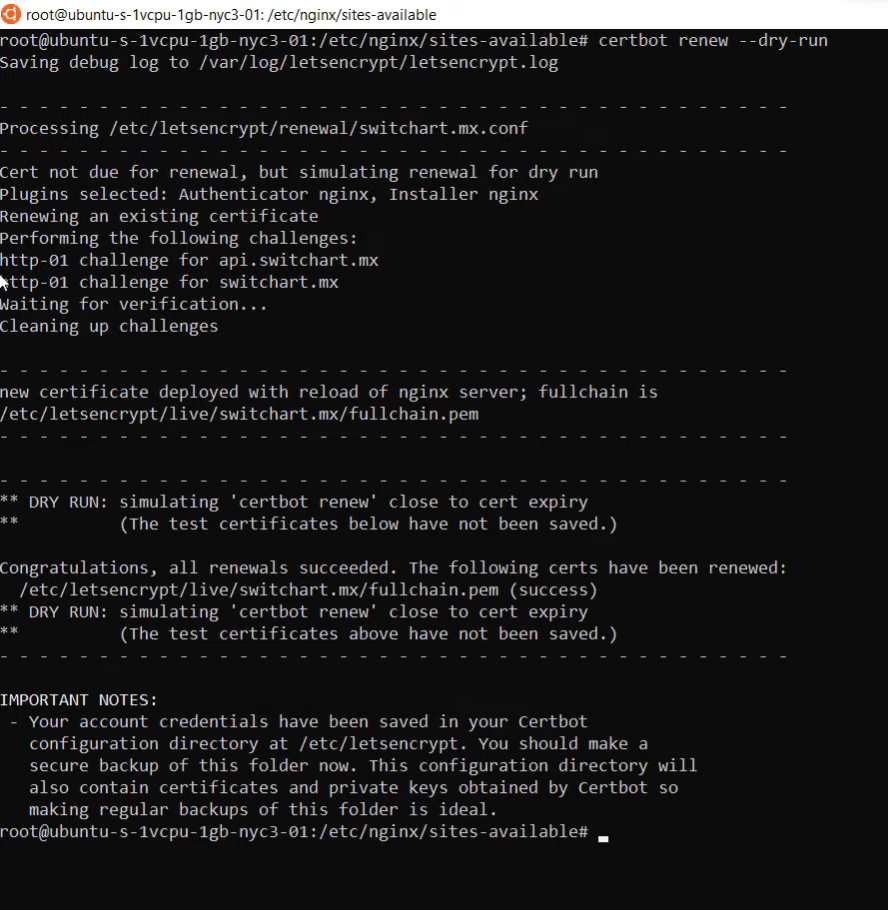 root@ubuntu-s-1vcpu-1gb-nyc3-01: /etc/nginx/sites-available
root@ubuntu-s-1vcpu-1gb-nyc3-01:/etc/nginx/sites-available# certbot renew --dry-run
Saving debug log to /var/log/letsencrypt/letsencrypt.log
- - - - - - - - - - - - - - - - - - - - - - - - - - - - - - - - - - - - - - - -
Processing /etc/letsencrypt/renewal/switchart.mx.conf
- - - - - - - - - - - - - - - - - - - - - - - - - - - - - - - - - - - - - - - -
Cert not due for renewal, but simulating renewal for dry run
Plugins selected: Authenticator nginx, Installer nginx
Renewing an existing certificate
Performing the following challenges:
http-01 challenge for api.switchart.mx
http-01 challenge for switchart.mx
Waiting for verification...
Cleaning up challenges
- - - - - - - - - - - - - - - - - - - - - - - - - - - - - - - - - - - - - - - -
new certificate deployed with reload of nginx server; fullchain is
/etc/letsencrypt/live/switchart.mx/fullchain.pem
- - - - - - - - - - - - - - - - - - - - - - - - - - - - - - - - - - - - - - - -
- - - - - - - - - - - - - - - - - - - - - - - - - - - - - - - - - - - - - - - -
** DRY RUN: simulating 'certbot renew' close to cert expiry
**          (The test certificates below have not been saved.)
Congratulations, all renewals succeeded. The following certs have been renewed:
  /etc/letsencrypt/live/switchart.mx/fullchain.pem (success)
** DRY RUN: simulating 'certbot renew' close to cert expiry
**          (The test certificates above have not been saved.)
- - - - - - - - - - - - - - - - - - - - - - - - - - - - - - - - - - - - - - - -
IMPORTANT NOTES:
 - Your account credentials have been saved in your Certbot
   configuration directory at /etc/letsencrypt. You should make a
   secure backup of this folder now. This configuration directory will
   also contain certificates and private keys obtained by Certbot so
   making regular backups of this folder is ideal.
root@ubuntu-s-1vcpu-1gb-nyc3-01:/etc/nginx/sites-available#